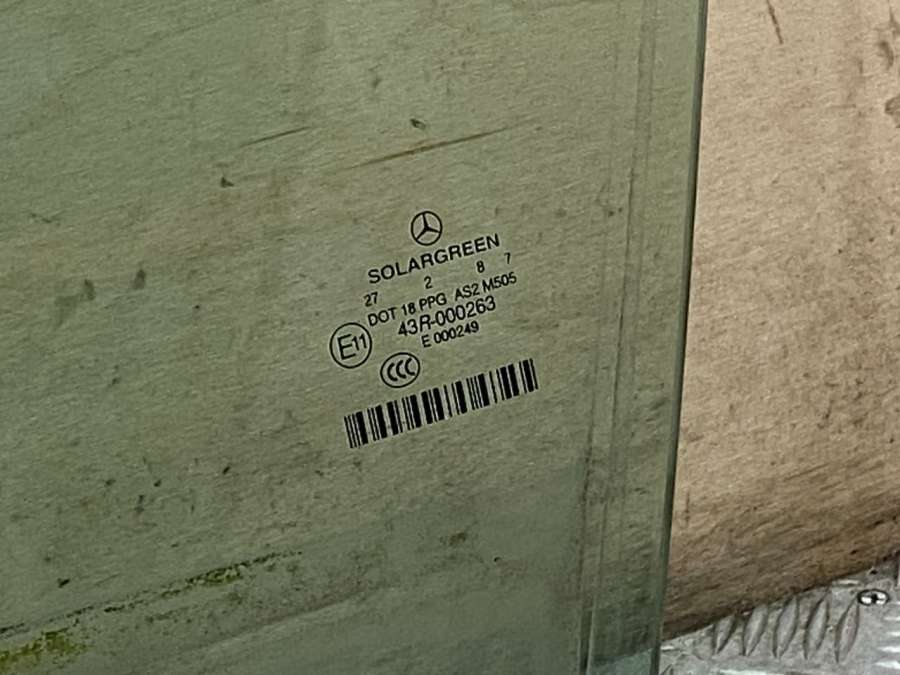 SOLARGREEN
27 2 8 7
DOT 18 PPG AS2 M505
43R-000263
E11 E 000249
CCC